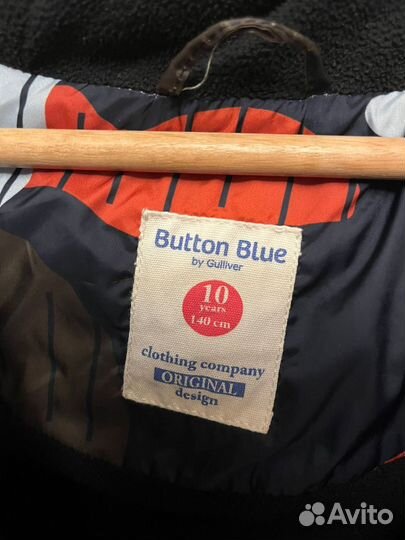 Button Blue
by Gulliver
10
years
140 cm
clothing company
ORIGINAL
design
Avito